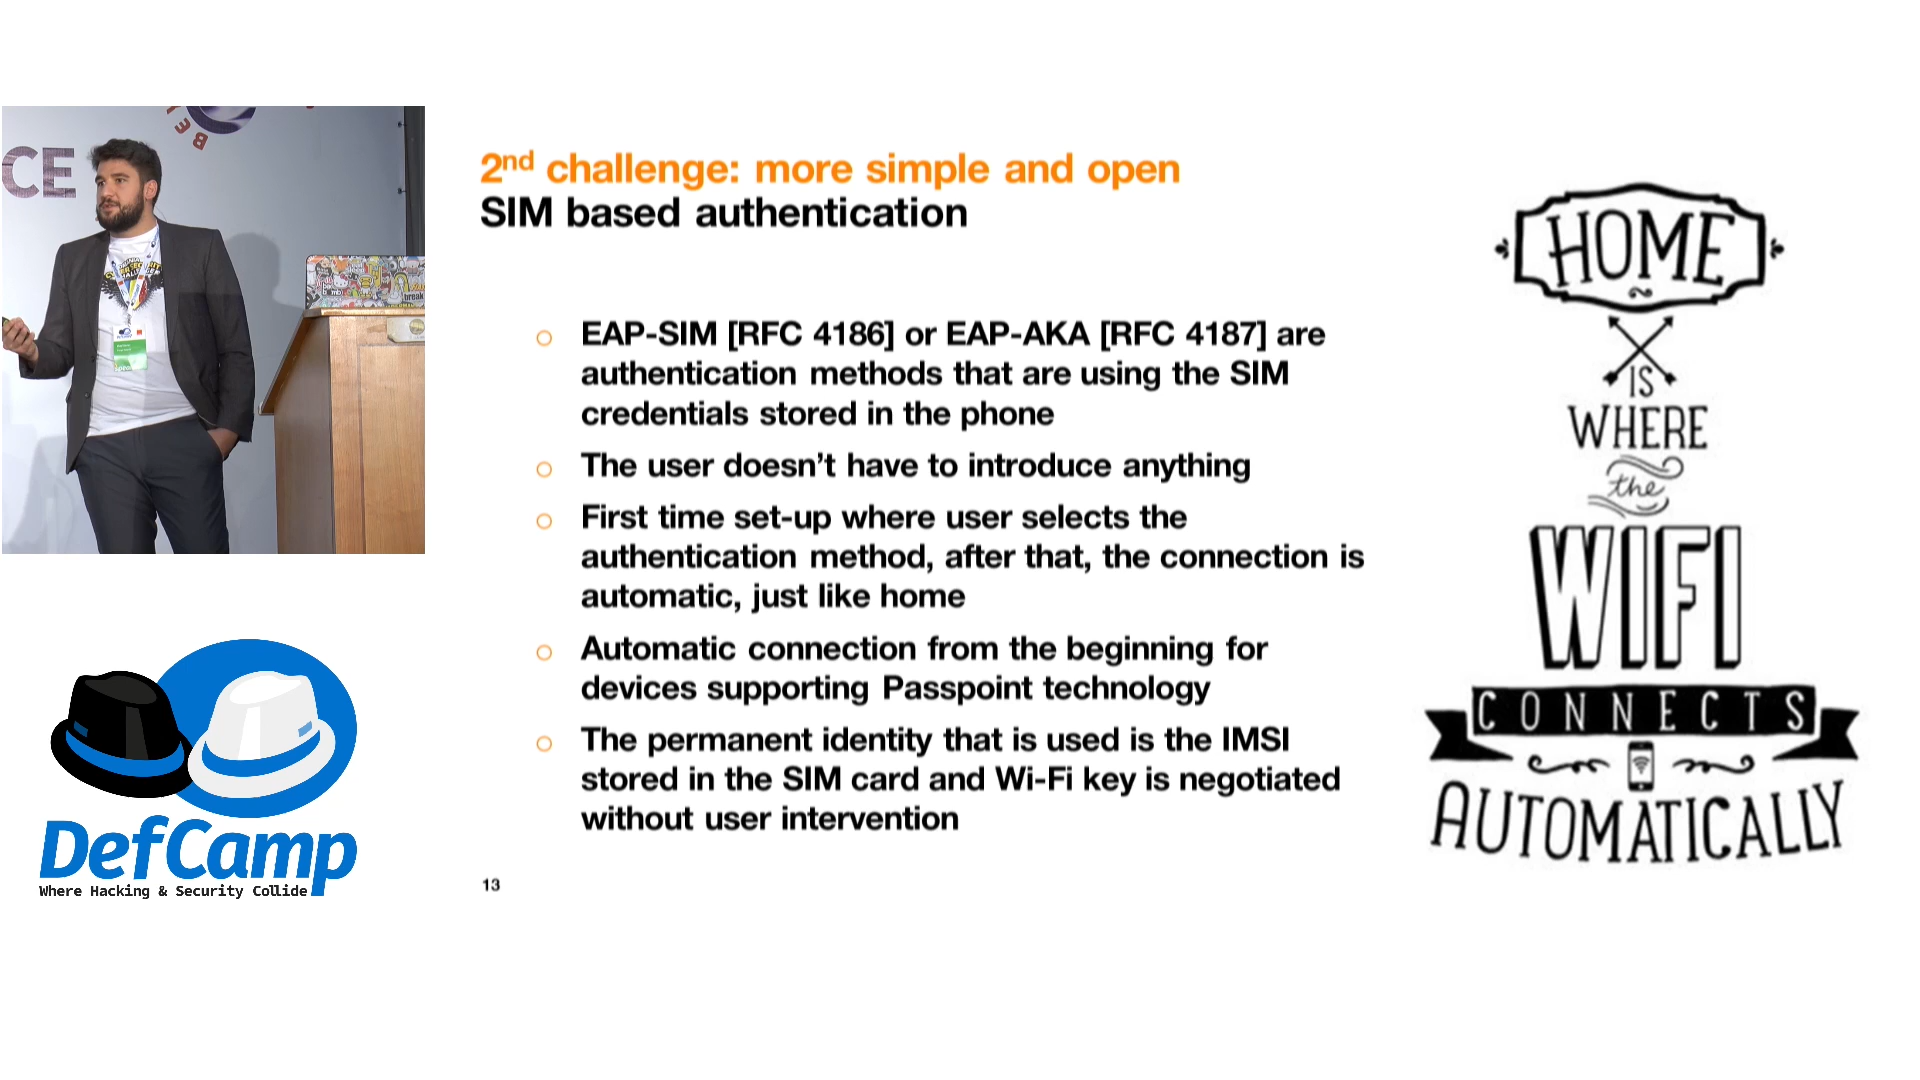 CE
BE
2nd challenge: more simple and open
SIM based authentication
EAP-SIM [RFC 4186] or EAP-AKA [RFC 4187] are
authentication methods that are using the SIM
credentials stored in the phone
The user doesn’t have to introduce anything
First time set-up where user selects the
authentication method, after that, the connection is
automatic, just like home
Automatic connection from the beginning for
devices supporting Passpoint technology
The permanent identity that is used is the IMSI
stored in the SIM card and Wi-Fi key is negotiated
without user intervention
13
HOME
IS
WHERE
the
WIFI
CONNECTS
AUTOMATICALLY
DefCamp
Where Hacking & Security Collide